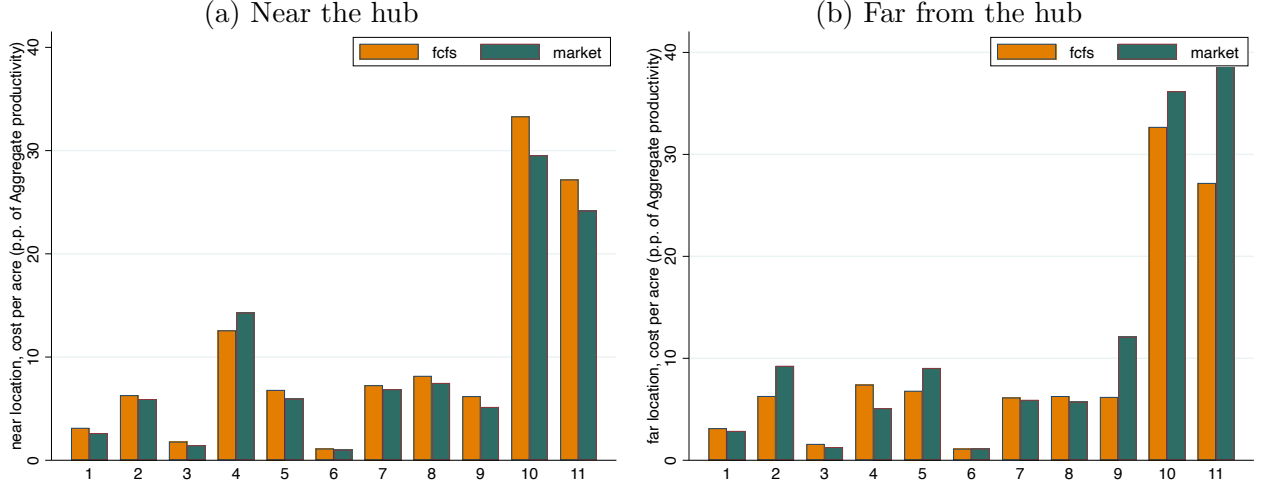 (a) Near the hub
near location, cost per acre (p.p. of Aggregate productivity)
0 10 20 30 40
fcfs market
1 2 3 4 5 6 7 8 9 10 11
(b) Far from the hub
far location, cost per acre (p.p. of Aggregate productivity)
0 10 20 30 40
fcfs market
1 2 3 4 5 6 7 8 9 10 11